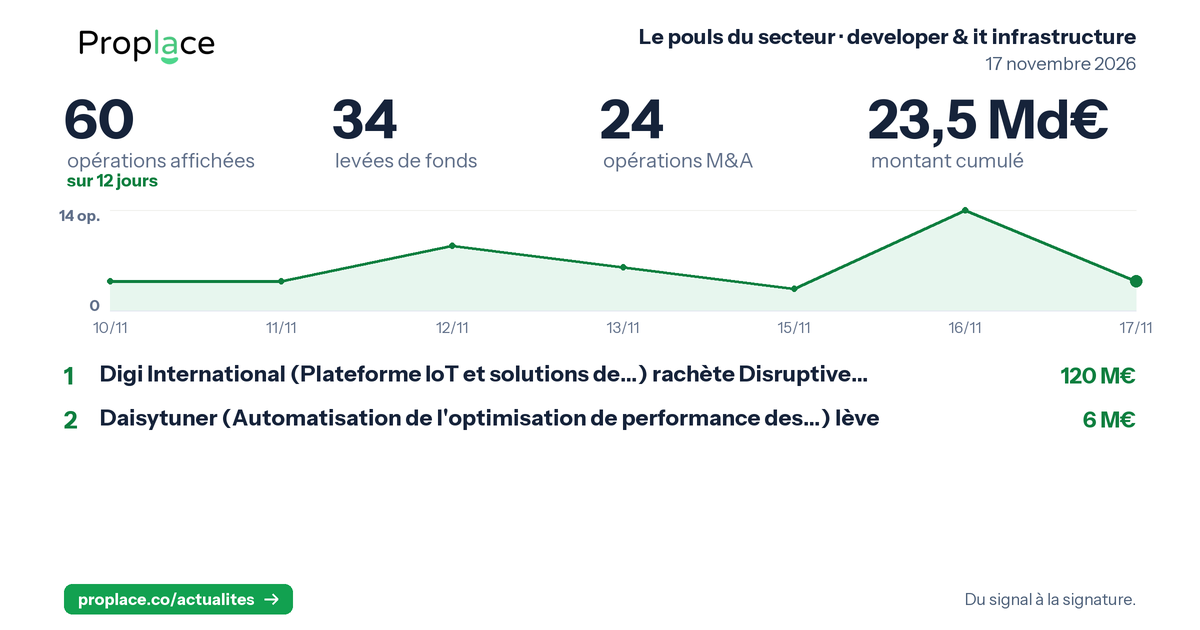 Proplace
Le pouls du secteur · developer & it infrastructure
17 novembre 2026
60
opérations affichées
sur 12 jours
34
levées de fonds
24
opérations M&A
23,5 Md€
montant cumulé
14 op.
0
10/11 11/11 12/11 13/11 15/11 16/11 17/11
1 Digi International (Plateforme IoT et solutions de...) rachète Disruptive... 120 M€
2 Daisytuner (Automatisation de l'optimisation de performance des...) lève 6 M€
proplace.co/actualites →
Du signal à la signature.